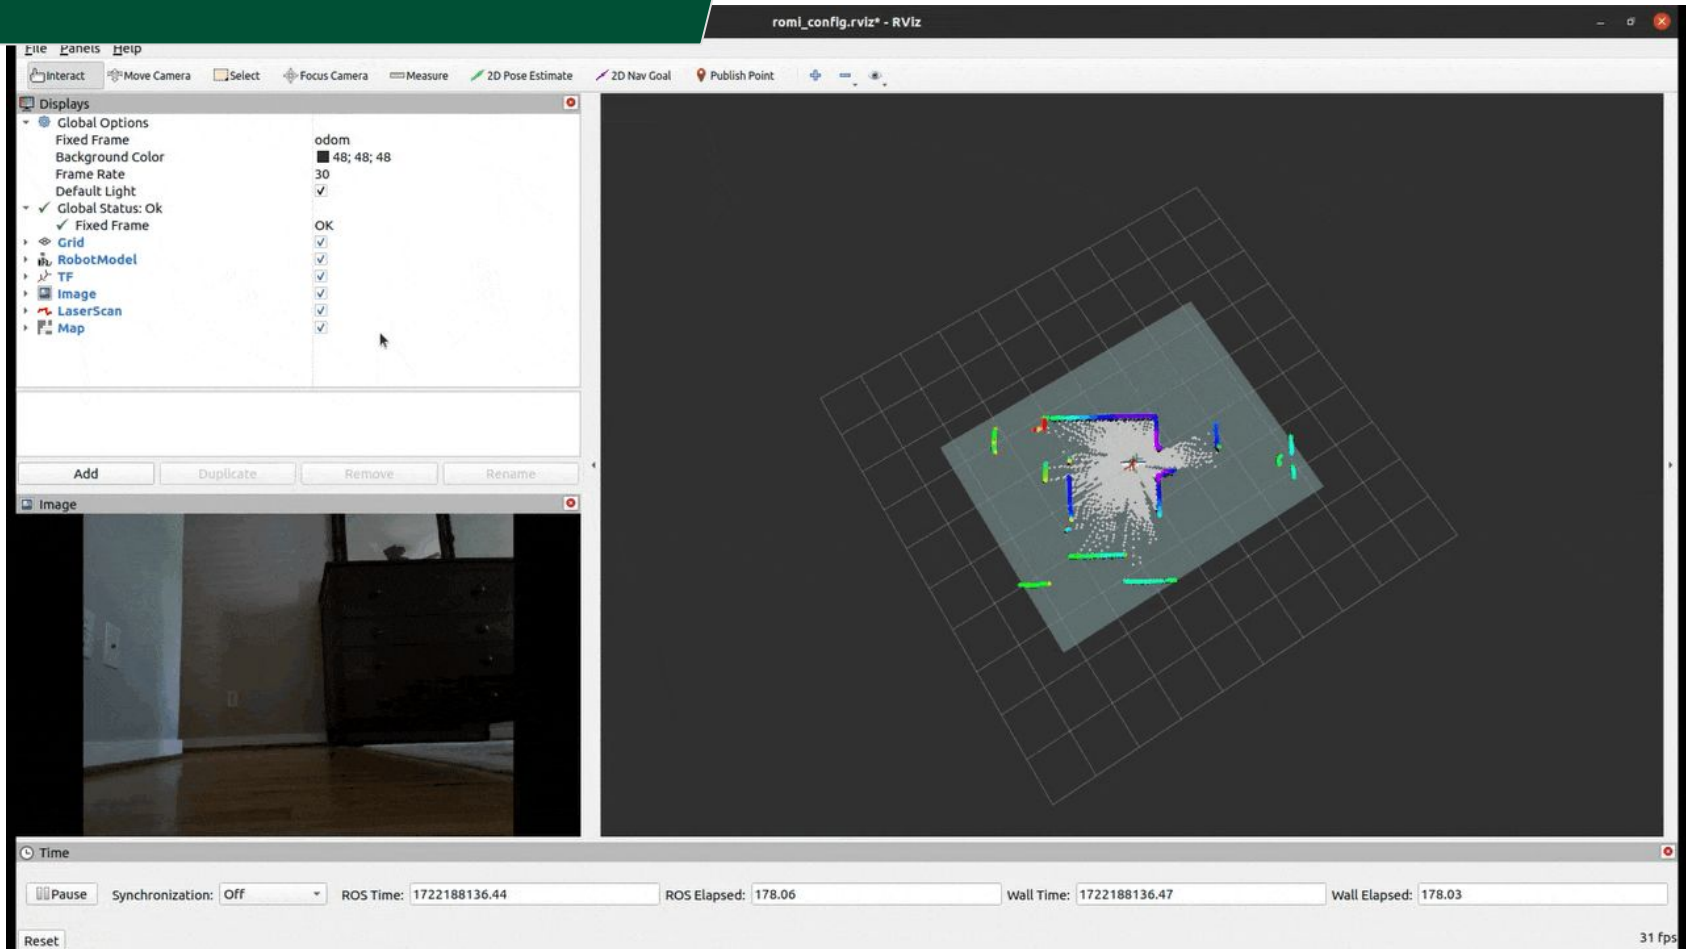 romi_config.rviz* - RViz
File Panels Help
Interact Move Camera Select Focus Camera Measure 2D Pose Estimate 2D Nav Goal Publish Point
Displays
Global Options
Fixed Frame odom
Background Color 48; 48; 48
Frame Rate 30
Default Light
Global Status: Ok
Fixed Frame OK
Grid
RobotModel
TF
Image
LaserScan
Map
Add Duplicate Remove Rename
Image
Time
Pause Synchronization: Off ROS Time: 1722188136.44 ROS Elapsed: 178.06 Wall Time: 1722188136.47 Wall Elapsed: 178.03
Reset 31 fps